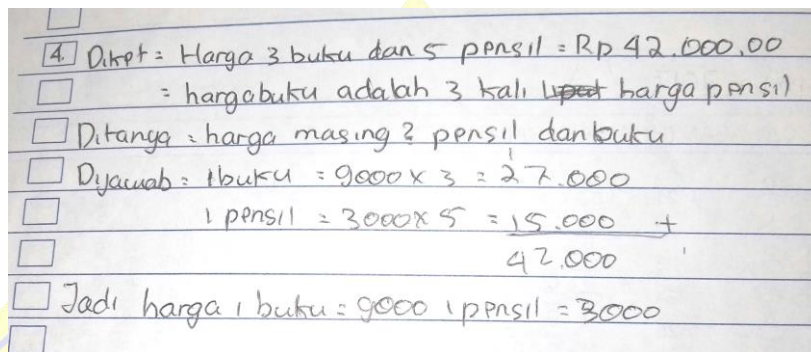 4. Diket = Harga 3 buku dan 5 pensil = Rp 42.000,00
= harga buku adalah 3 kali harga pensil
Ditanya = harga masing2 pensil dan buku
Dijawab = 1 buku = 9000 x 3 = 27.000
1 pensil = 3000 x 5 = 15.000 +
42.000
Jadi harga 1 buku = 9000 1 pensil = 3000